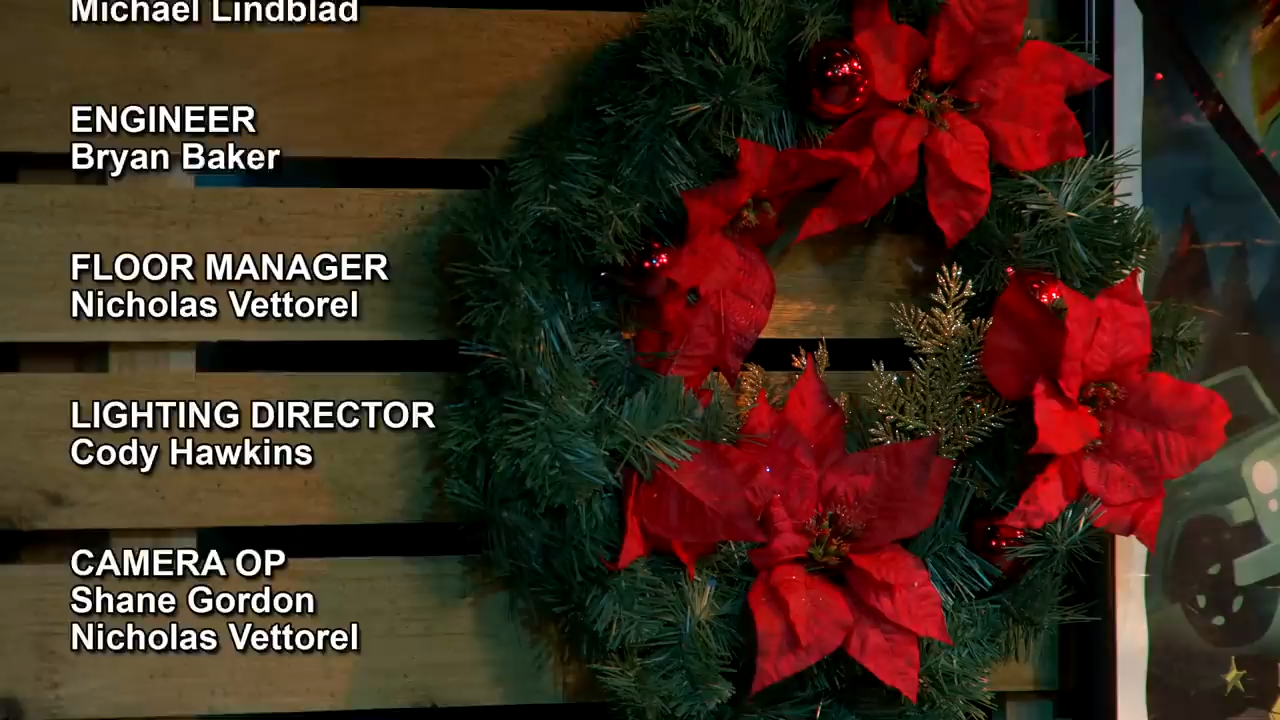 Michael Lindblad
ENGINEER
Bryan Baker
FLOOR MANAGER
Nicholas Vettorel
LIGHTING DIRECTOR
Cody Hawkins
CAMERA OP
Shane Gordon
Nicholas Vettorel